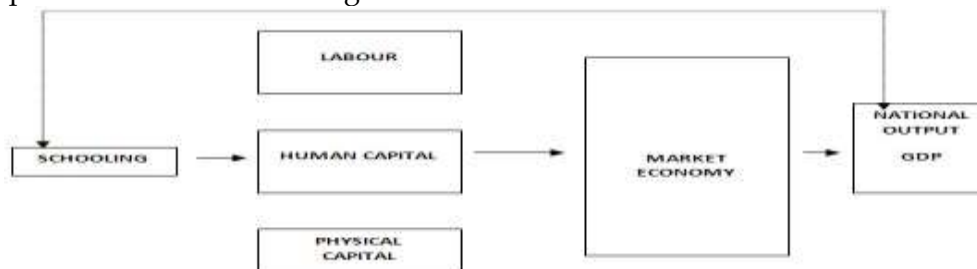 LABOUR
SCHOOLING
HUMAN CAPITAL
MARKET
ECONOMY
NATIONAL
OUTPUT
GDP
PHYSICAL
CAPITAL